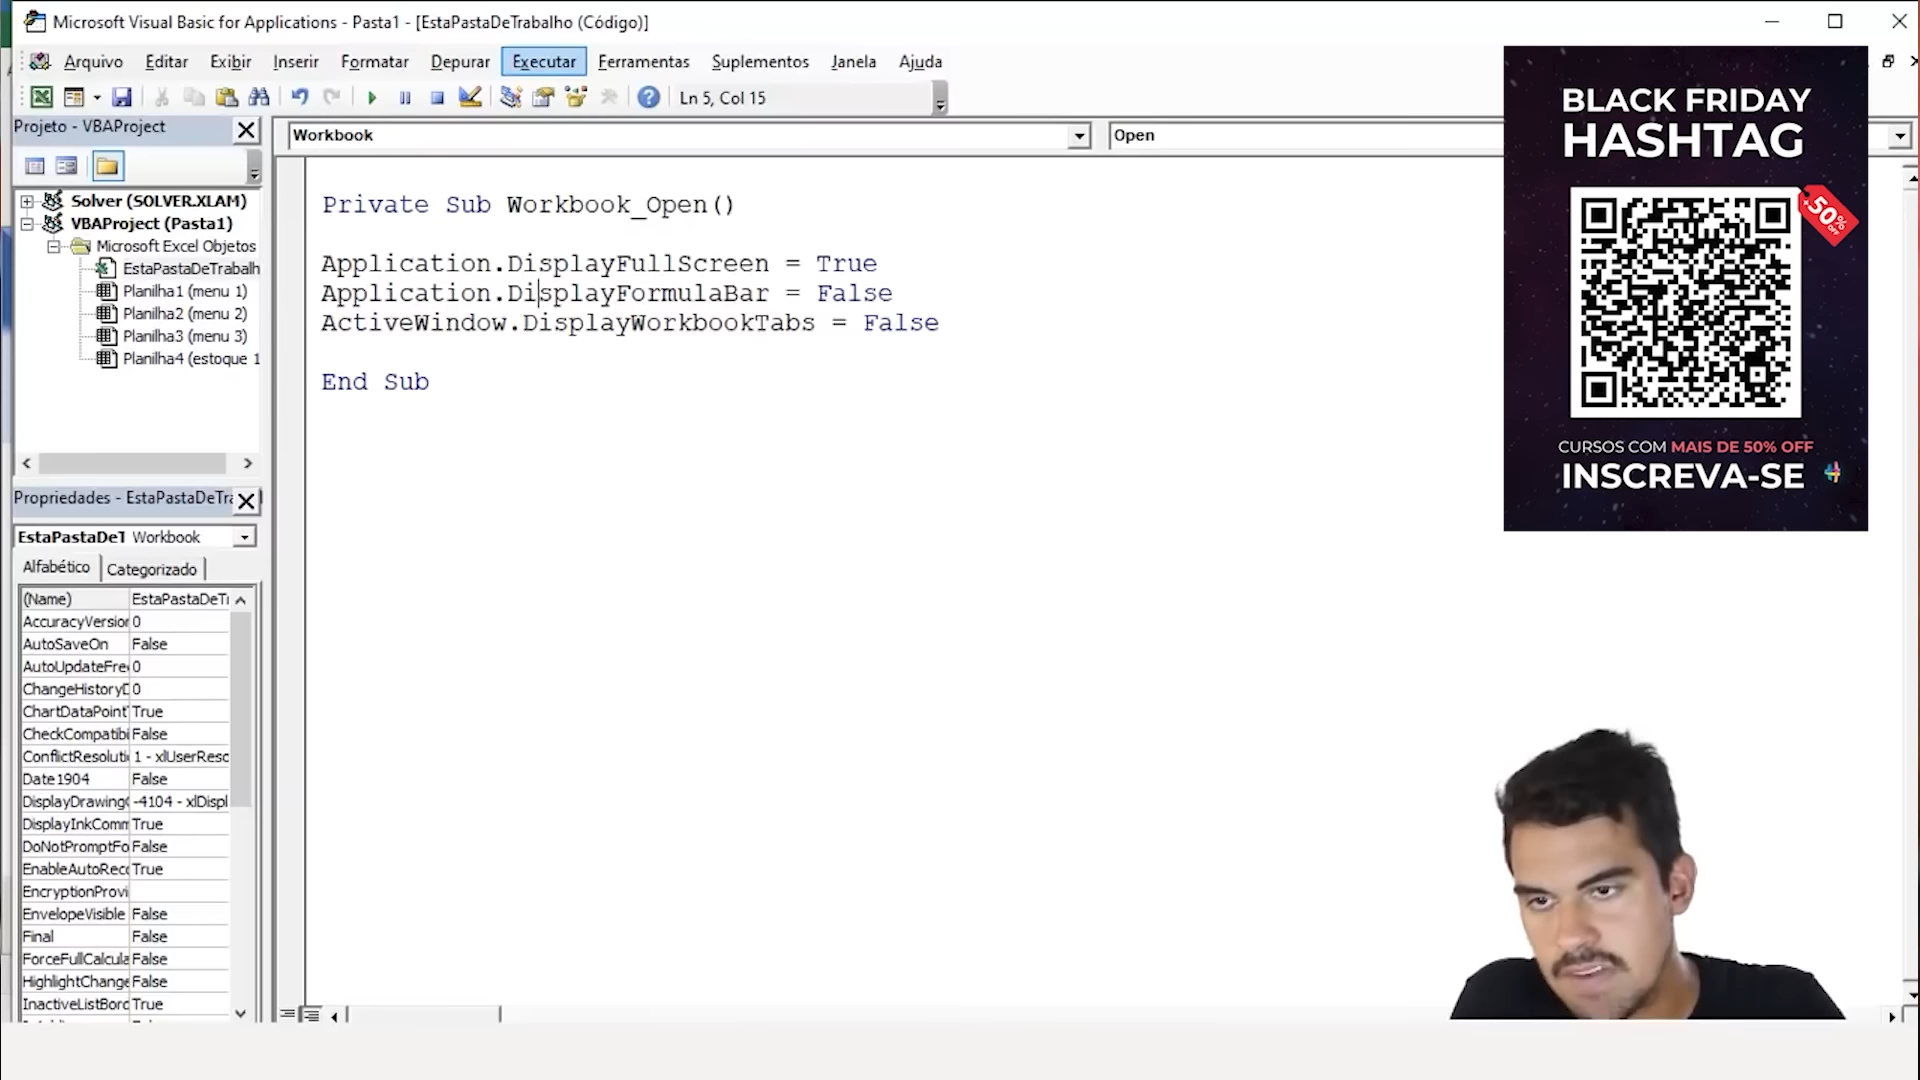 Microsoft Visual Basic for Applications - Pasta1 - [EstaPastaDeTrabalho (Código)]
Arquivo Editar Exibir Inserir Formatar Depurar Executar Ferramentas Suplementos Janela Ajuda
Ln 5, Col 15
Projeto - VBAProject
Solver (SOLVER.XLAM)
VBAProject (Pasta1)
Microsoft Excel Objetos
EstaPastaDeTrabalh
Planilha1 (menu 1)
Planilha2 (menu 2)
Planilha3 (menu 3)
Planilha4 (estoque 1
Propriedades - EstaPastaDeTra
EstaPastaDeT Workbook
Alfabético Categorizado
(Name) EstaPastaDeTr
AccuracyVersion 0
AutoSaveOn False
AutoUpdateFre 0
ChangeHistoryD 0
ChartDataPoint True
CheckCompatibi False
ConflictResoluti 1 - xlUserReso
Date1904 False
DisplayDrawing -4104 - xlDispl
DisplayInkComm True
DoNotPromptFo False
EnableAutoReco True
EncryptionProvi
EnvelopeVisible False
Final False
ForceFullCalcula False
HighlightChange False
InactiveListBord True
Workbook Open
Private Sub Workbook_Open()
Application.DisplayFullScreen = True
Application.DisplayFormulaBar = False
ActiveWindow.DisplayWorkbookTabs = False
End Sub
BLACK FRIDAY
HASHTAG
50%
OFF
CURSOS COM MAIS DE 50% OFF
INSCREVA-SE